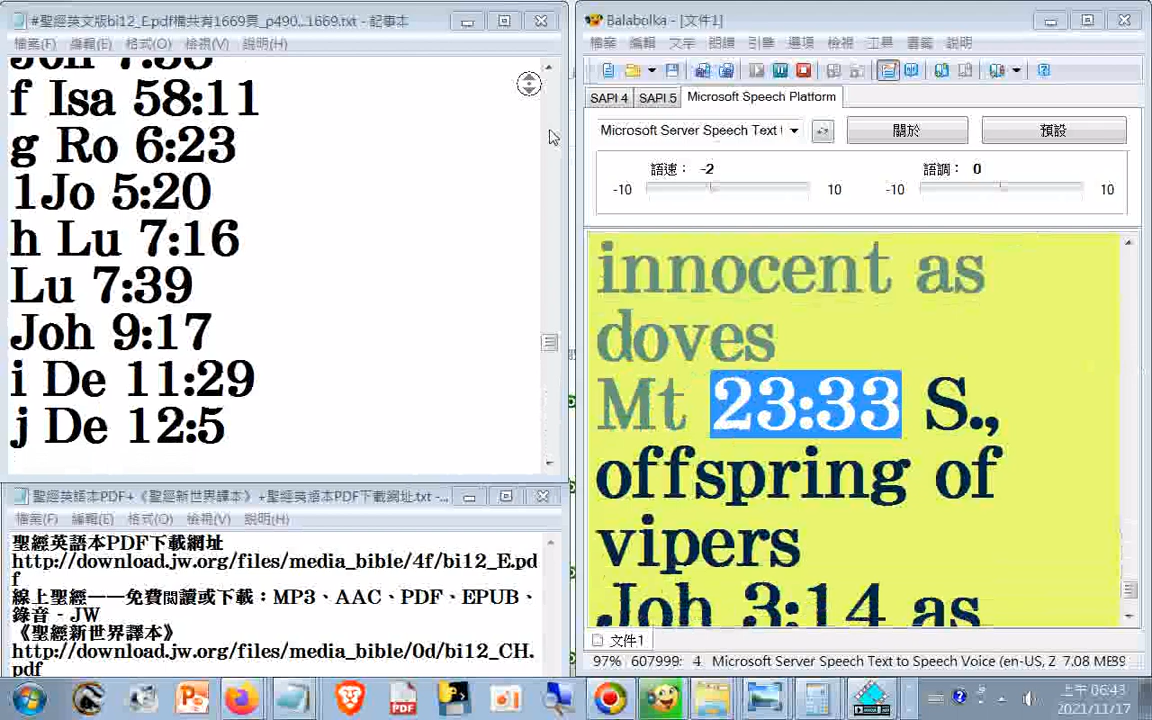 #聖經英文版bi12_E.pdf檔共有1669頁_p490,..1669.txt - 記事本
檔案(F) 編輯(E) 格式(O) 檢視(V) 說明(H)
Joh 7:38
f Isa 58:11
g Ro 6:23
1Jo 5:20
h Lu 7:16
Lu 7:39
Joh 9:17
i De 11:29
j De 12:5
聖經英語本PDF+《聖經新世界譯本》+聖經英語本PDF下載網址.txt -...
檔案(F) 編輯(E) 格式(O) 檢視(V) 說明(H)
聖經英語本PDF下載網址
http://download.jw.org/files/media_bible/4f/bi12_E.pd
f
線上聖經——免費閱讀或下載：MP3、AAC、PDF、EPUB、
錄音 - JW
《聖經新世界譯本》
http://download.jw.org/files/media_bible/0d/bi12_CH.
pdf
Balabolka - [文件1]
檔案 編輯 文字 朗讀 引擎 選項 檢視 工具 書籤 說明
SAPI 4 SAPI 5 Microsoft Speech Platform
Microsoft Server Speech Text
關於 預設
語速： -2 語調： 0
-10 10 -10 10
innocent as
doves
Mt 23:33 S.,
offspring of
vipers
Joh 3:14 as
文件1
97% 607999: 4 Microsoft Server Speech Text to Speech Voice (en-US, Z 7.08 MB
PDF
上午 06:43
2021/11/17